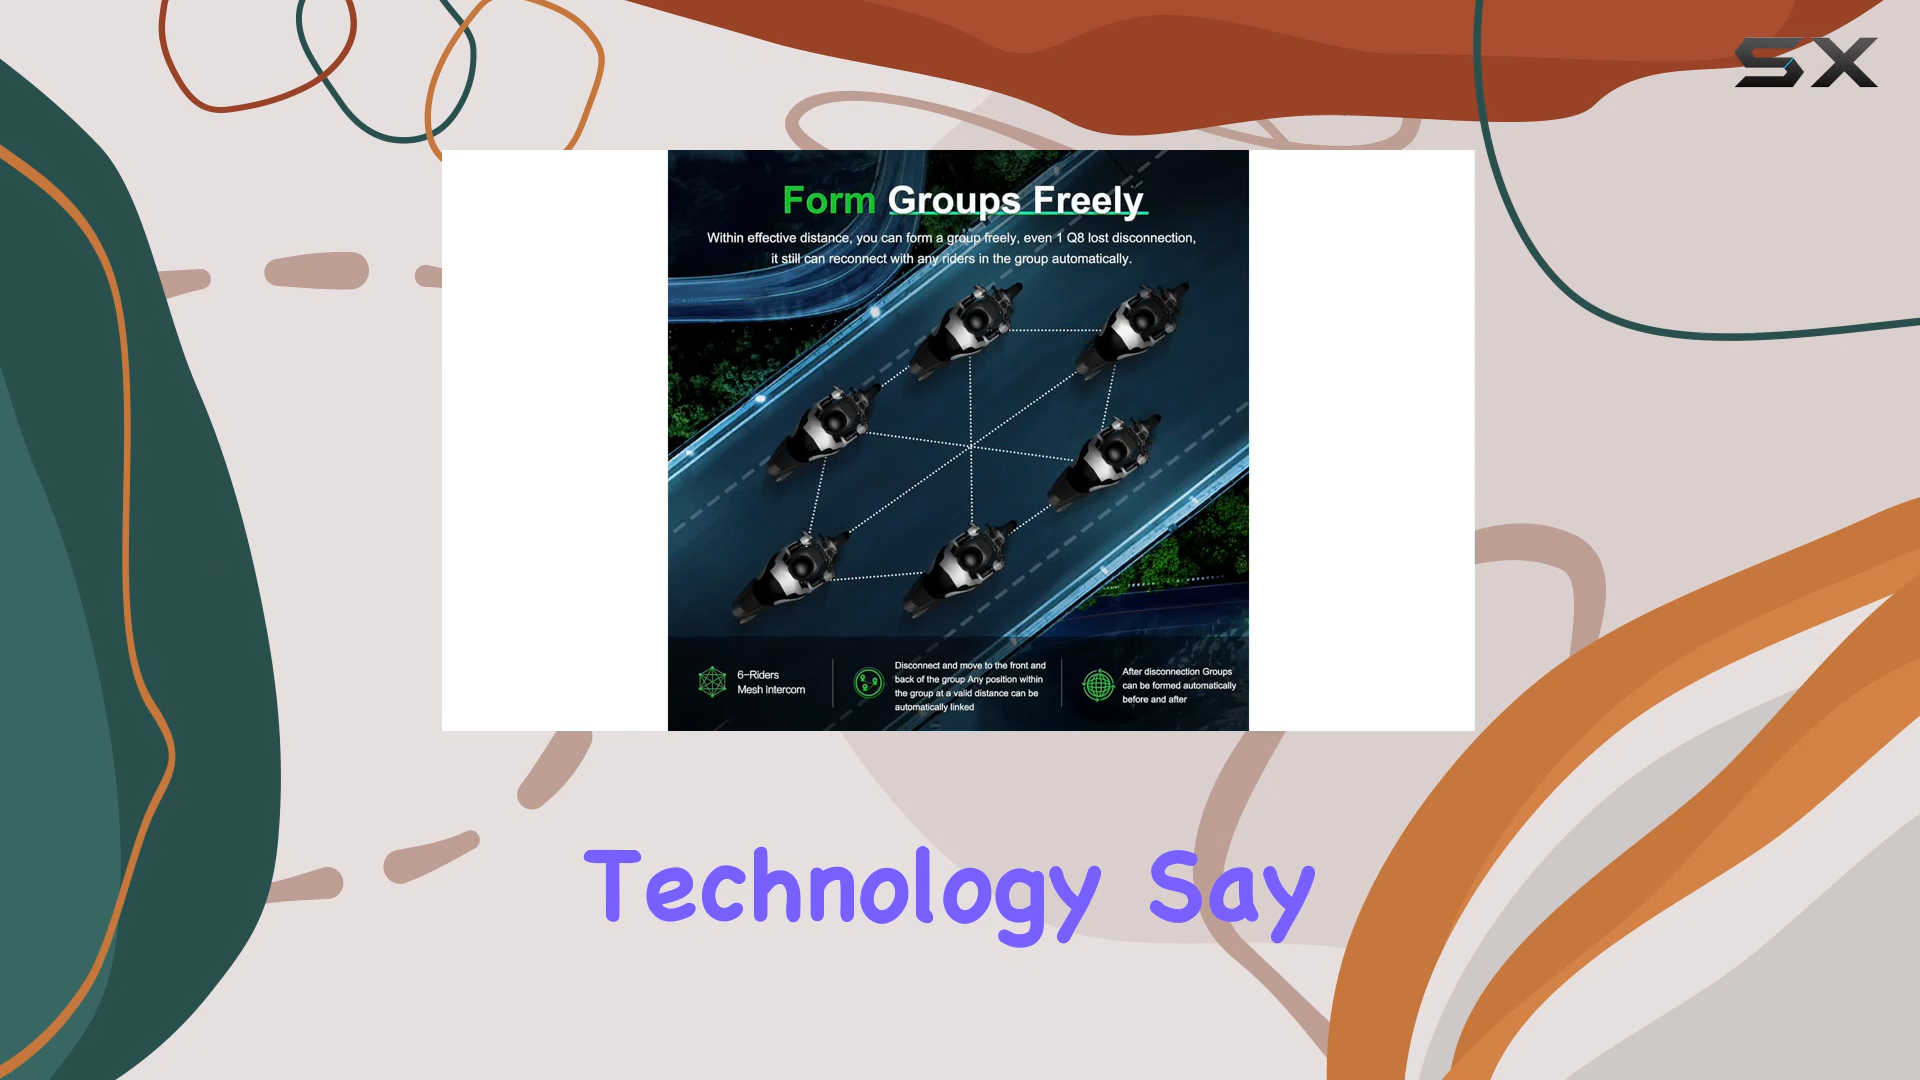 SX
Form Groups Freely
Within effective distance, you can form a group freely, even 1 Q8 lost disconnection,
it still can reconnect with any riders in the group automatically.
6-Riders
Mesh Intercom
Disconnect and move to the front and
back of the group Any position within
the group at a valid distance can be
automatically linked
After disconnection Groups
can be formed automatically
before and after
Technology Say